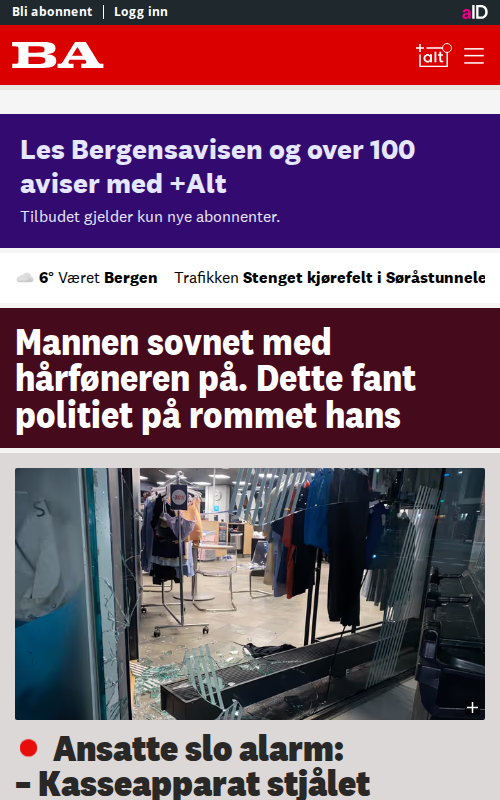 Bli abonnent | Logg inn
aID
BA
+alt
Les Bergensavisen og over 100
aviser med +Alt
Tilbudet gjelder kun nye abonnenter.
6° Været Bergen Trafikken Stenget kjørefelt i Søråstunnele
Mannen sovnet med
hårføneren på. Dette fant
politiet på rommet hans
Ansatte slo alarm:
– Kasseapparat stjålet